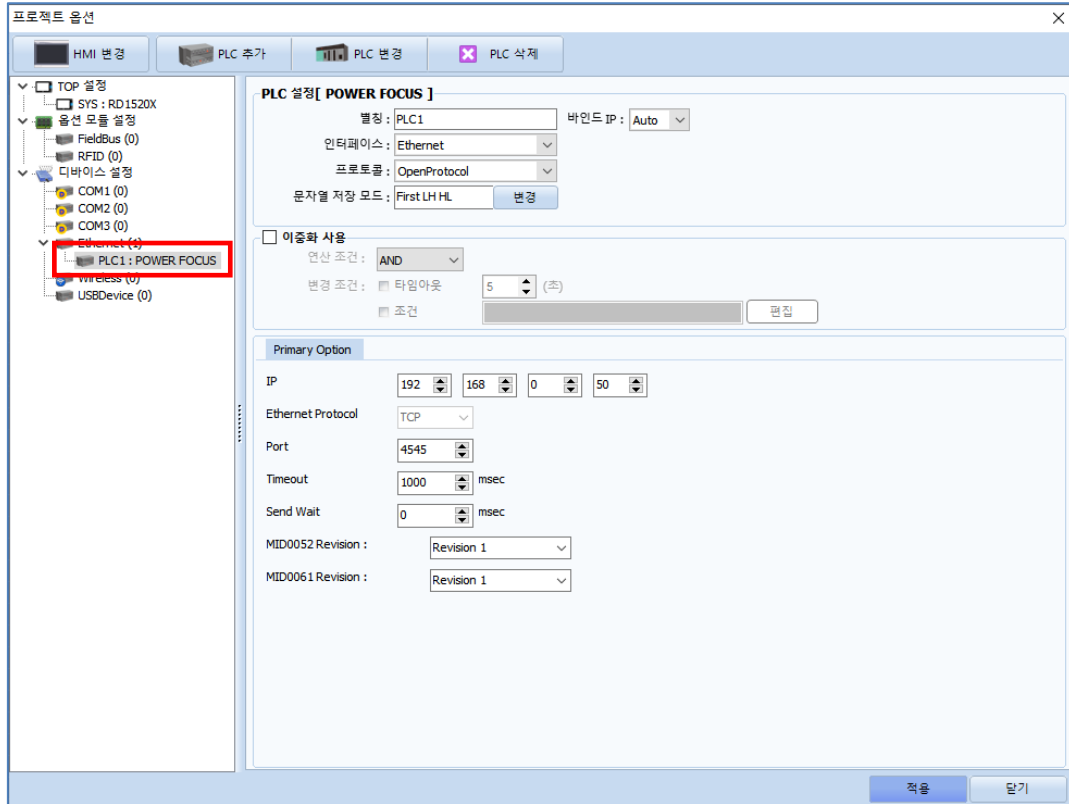 프로젝트 옵션
HMI 변경
PLC 추가
PLC 변경
PLC 삭제
TOP 설정
SYS : RD1520X
옵션 모듈 설정
FieldBus (0)
RFID (0)
디바이스 설정
COM1 (0)
COM2 (0)
COM3 (0)
Ethernet (1)
PLC1 : POWER FOCUS
Wireless (0)
USBDevice (0)
PLC 설정[ POWER FOCUS ]
별칭 : PLC1 바인드 IP : Auto
인터페이스 : Ethernet
프로토콜 : OpenProtocol
문자열 저장 모드 : First LH HL 변경
이중화 사용
연산 조건 : AND
변경 조건 : 타임아웃 5 (초)
조건 편집
Primary Option
IP 192 168 0 50
Ethernet Protocol TCP
Port 4545
Timeout 1000 msec
Send Wait 0 msec
MID0052 Revision : Revision 1
MID0061 Revision : Revision 1
적용 닫기